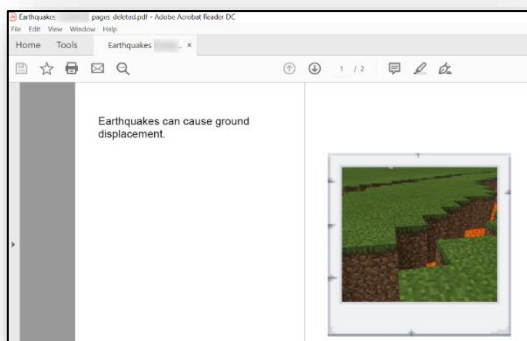 Earthquakes pages deleted.pdf - Adobe Acrobat Reader DC
File Edit View Window Help
Home Tools Earthquakes ... ×
1 / 2
Earthquakes can cause ground
displacement.